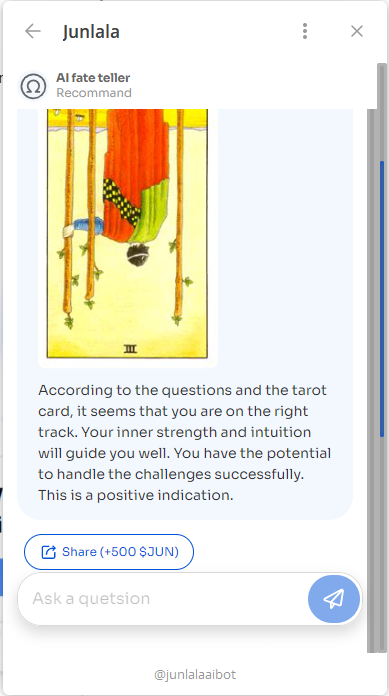 Junlala
AI fate teller
Recommand
III
According to the questions and the tarot
card, it seems that you are on the right
track. Your inner strength and intuition
will guide you well. You have the potential
to handle the challenges successfully.
This is a positive indication.
Share (+500 $JUN)
Ask a quetsion
@junlalaaibot